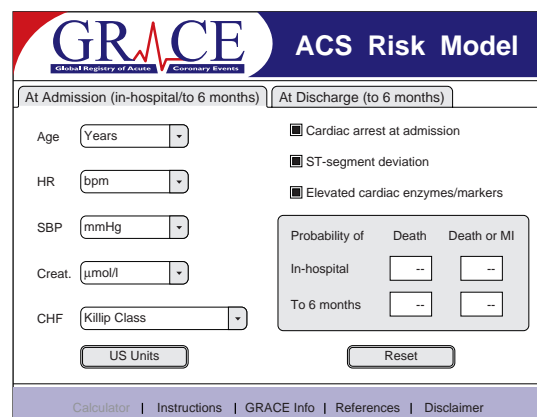 GRACE
Global Registry of Acute Coronary Events
ACS Risk Model
At Admission (in-hospital/to 6 months)
At Discharge (to 6 months)
Age Years
HR bpm
SBP mmHg
Creat. μmol/l
CHF Killip Class
US Units
Cardiac arrest at admission
ST-segment deviation
Elevated cardiac enzymes/markers
Probability of Death Death or MI
In-hospital -- --
To 6 months -- --
Reset
Calculator | Instructions | GRACE Info | References | Disclaimer